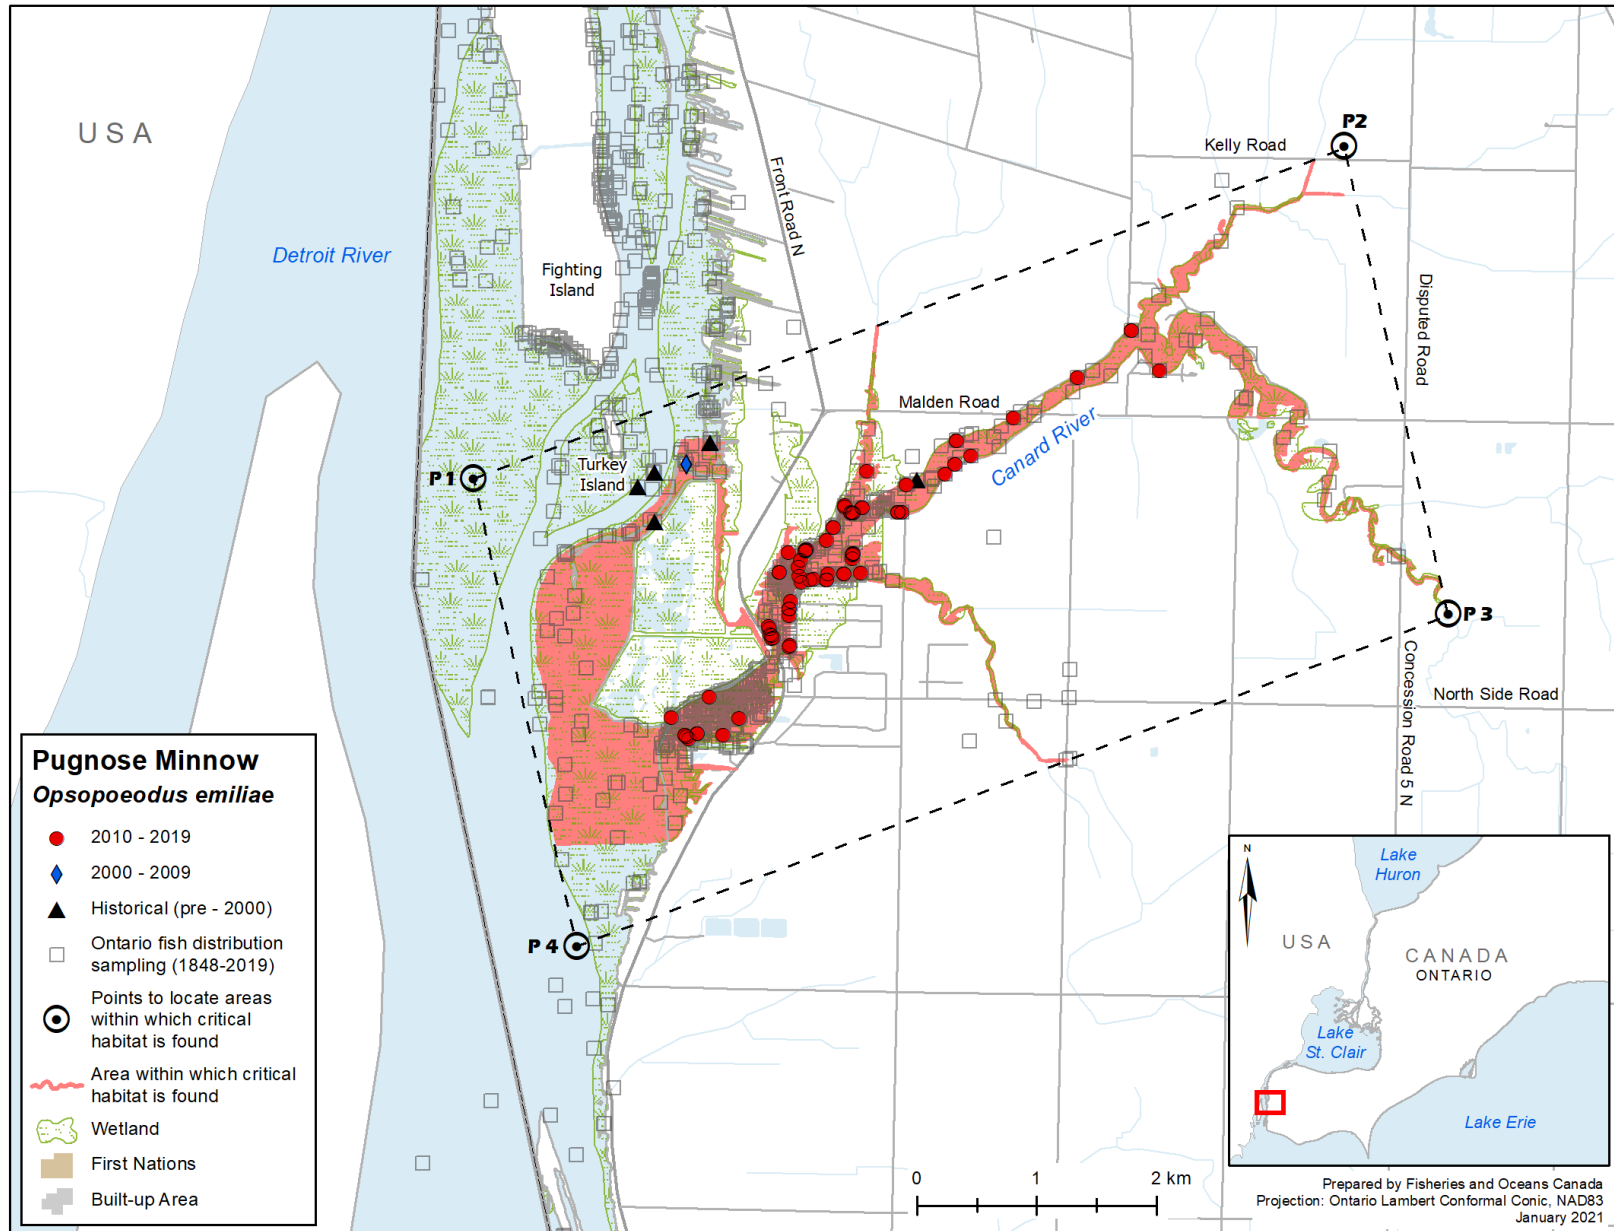 USA
Detroit River
Fighting
Island
Front Road N
Kelly Road
P2
Disputed Road
Malden Road
Canard River
Turkey
Island
P1
P3
Concession Road 5 N
North Side Road
P4
Pugnose Minnow
Opsopoeodus emiliae
2010 - 2019
2000 - 2009
Historical (pre - 2000)
Ontario fish distribution
sampling (1848-2019)
Points to locate areas
within which critical
habitat is found
Area within which critical
habitat is found
Wetland
First Nations
Built-up Area
0 1 2 km
N
Lake
Huron
USA
CANADA
ONTARIO
Lake
St. Clair
Lake Erie
Prepared by Fisheries and Oceans Canada
Projection: Ontario Lambert Conformal Conic, NAD83
January 2021